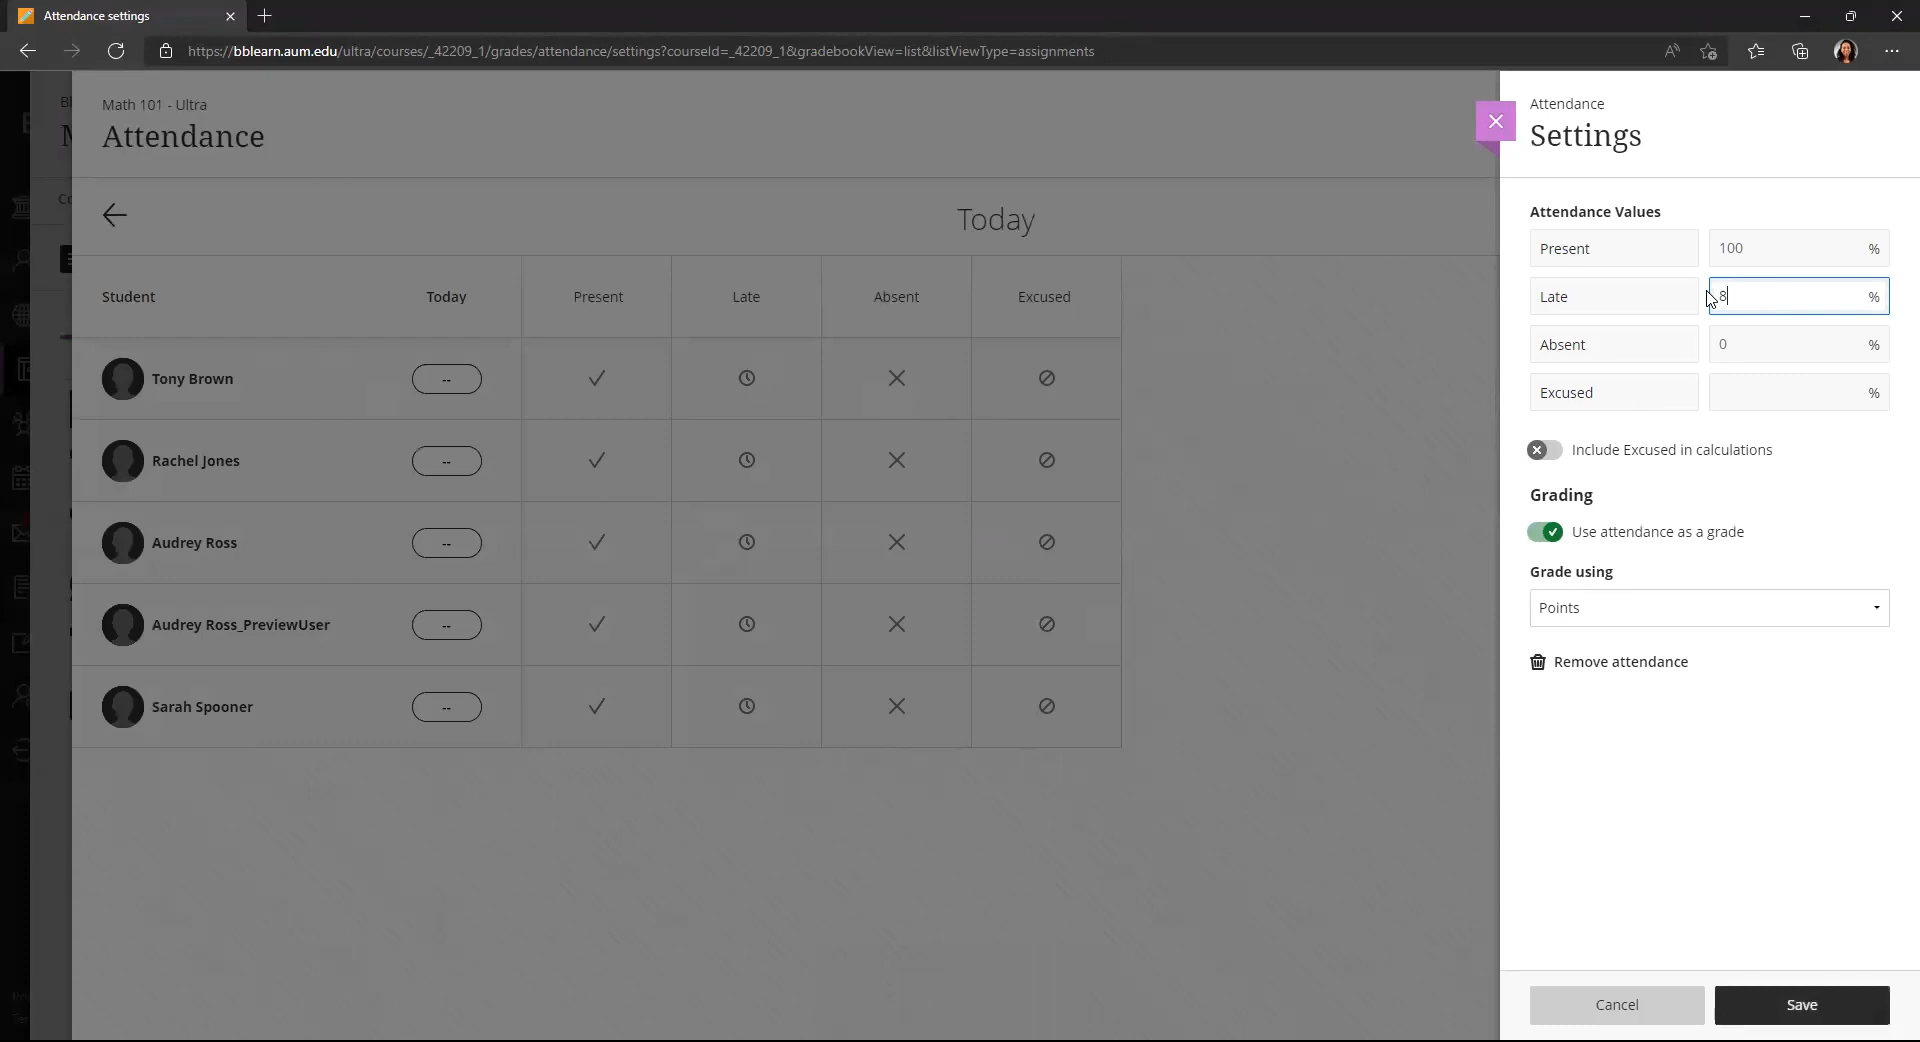 Attendance settings
https://bblearn.aum.edu/ultra/courses/_42209_1/grades/attendance/settings?courseId=_42209_1&gradebookView=list&listViewType=assignments
Math 101 - Ultra
Attendance
Today
Student Today Present Late Absent Excused
Tony Brown --
Rachel Jones --
Audrey Ross --
Audrey Ross_PreviewUser --
Sarah Spooner --
Attendance
Settings
Attendance Values
Present 100 %
Late 8 %
Absent 0 %
Excused %
Include Excused in calculations
Grading
Use attendance as a grade
Grade using
Points
Remove attendance
Cancel Save